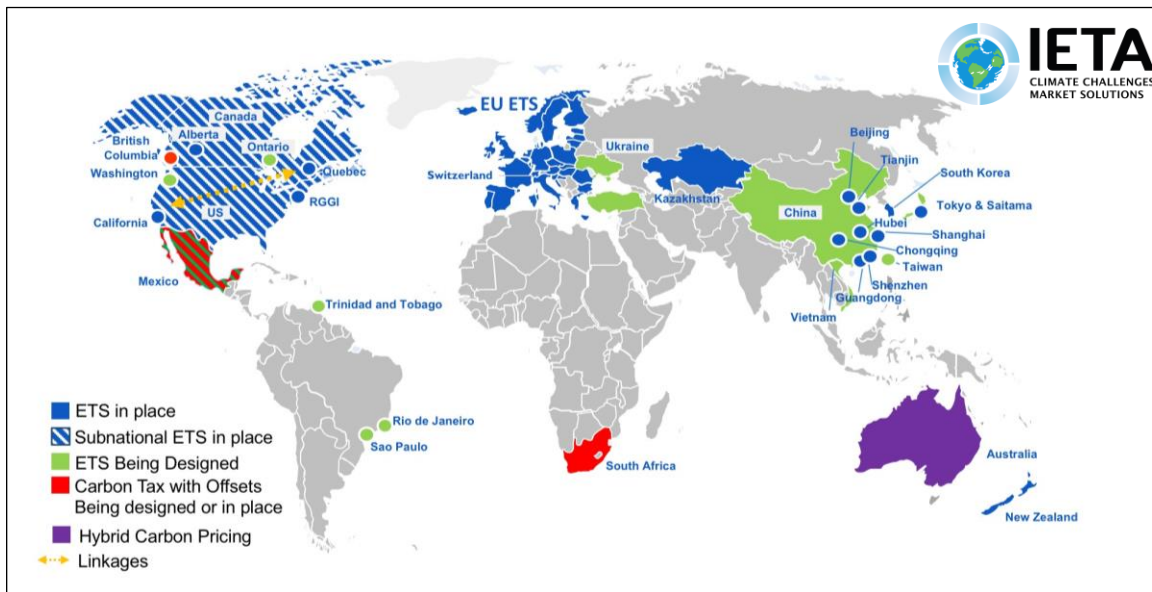 IETA
CLIMATE CHALLENGES
MARKET SOLUTIONS
EU ETS
Canada
British
Columbia
Alberta
Ontario
Washington
Quebec
US
RGGI
California
Mexico
Switzerland
Ukraine
Kazakhstan
Beijing
Tianjin
South Korea
China
Tokyo & Saitama
Hubei
Shanghai
Chongqing
Taiwan
Shenzhen
Guangdong
Vietnam
Trinidad and Tobago
Rio de Janeiro
Sao Paulo
South Africa
Australia
New Zealand
ETS in place
Subnational ETS in place
ETS Being Designed
Carbon Tax with Offsets
Being designed or in place
Hybrid Carbon Pricing
Linkages